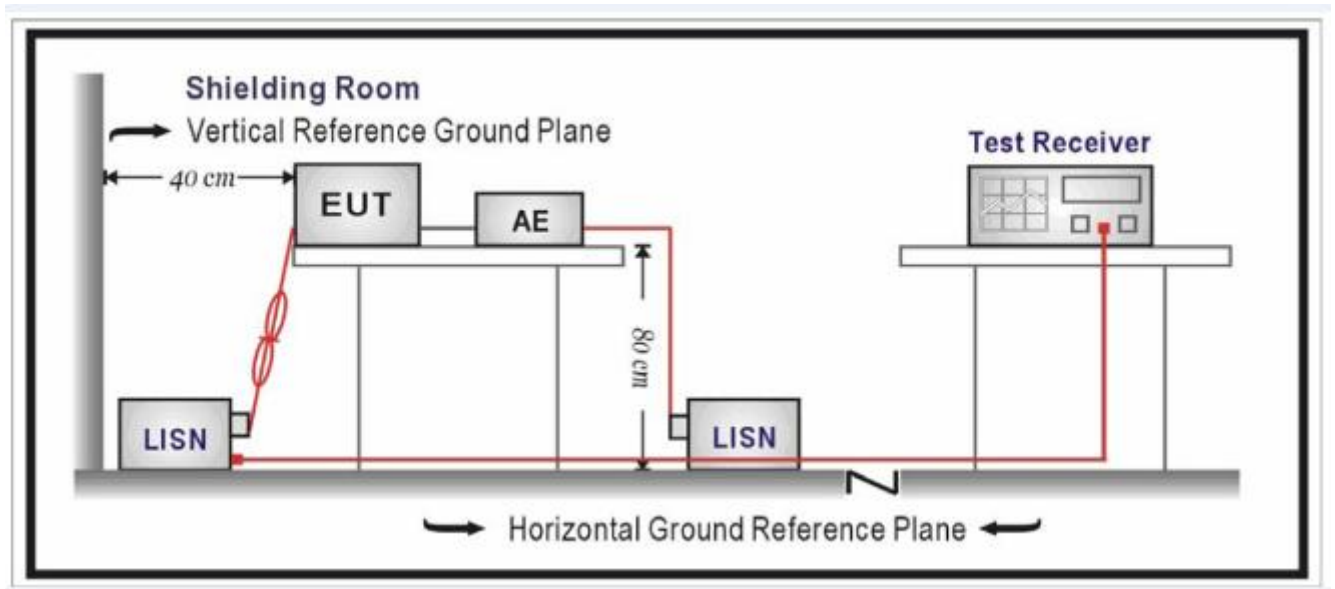 Shielding Room
Vertical Reference Ground Plane
Test Receiver
40 cm
EUT
AE
80 cm
LISN
LISN
Horizontal Ground Reference Plane